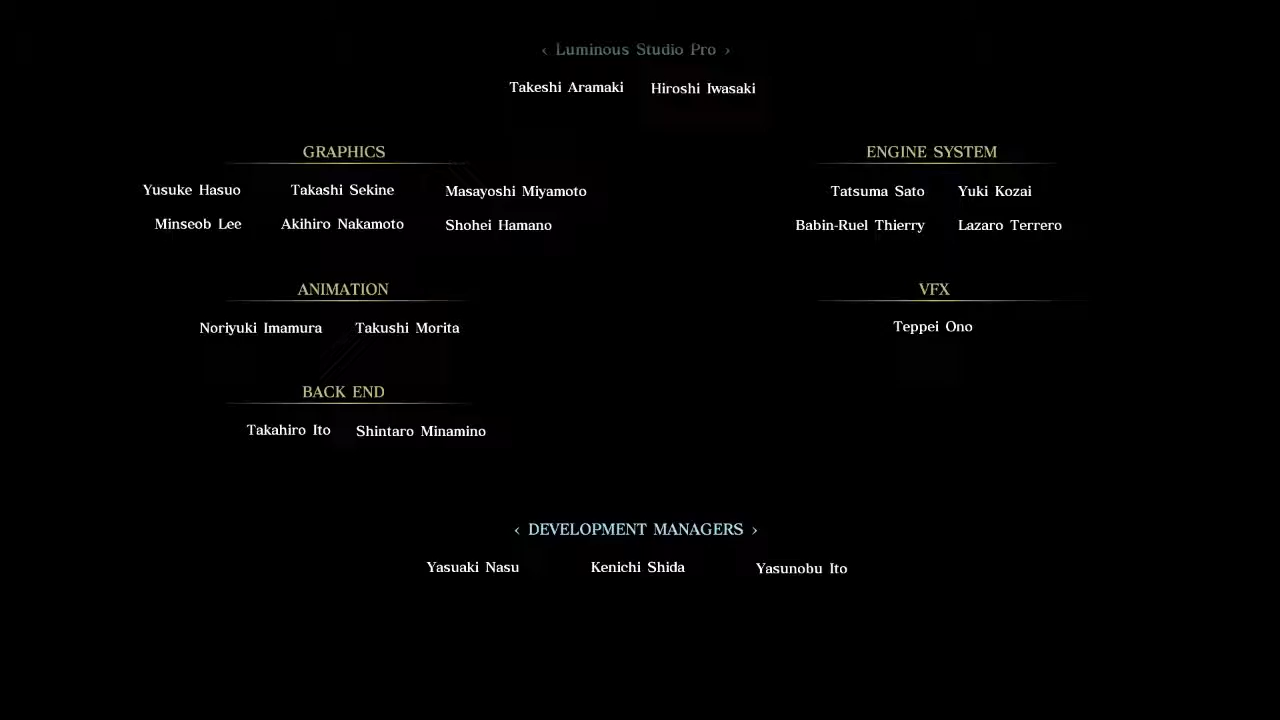 ‹ Luminous Studio Pro ›
Takeshi Aramaki Hiroshi Iwasaki
GRAPHICS
Yusuke Hasuo Takashi Sekine Masayoshi Miyamoto
Minseob Lee Akihiro Nakamoto Shohei Hamano
ENGINE SYSTEM
Tatsuma Sato Yuki Kozai
Babin-Ruel Thierry Lazaro Terrero
ANIMATION
Noriyuki Imamura Takushi Morita
VFX
Teppei Ono
BACK END
Takahiro Ito Shintaro Minamino
‹ DEVELOPMENT MANAGERS ›
Yasuaki Nasu Kenichi Shida Yasunobu Ito